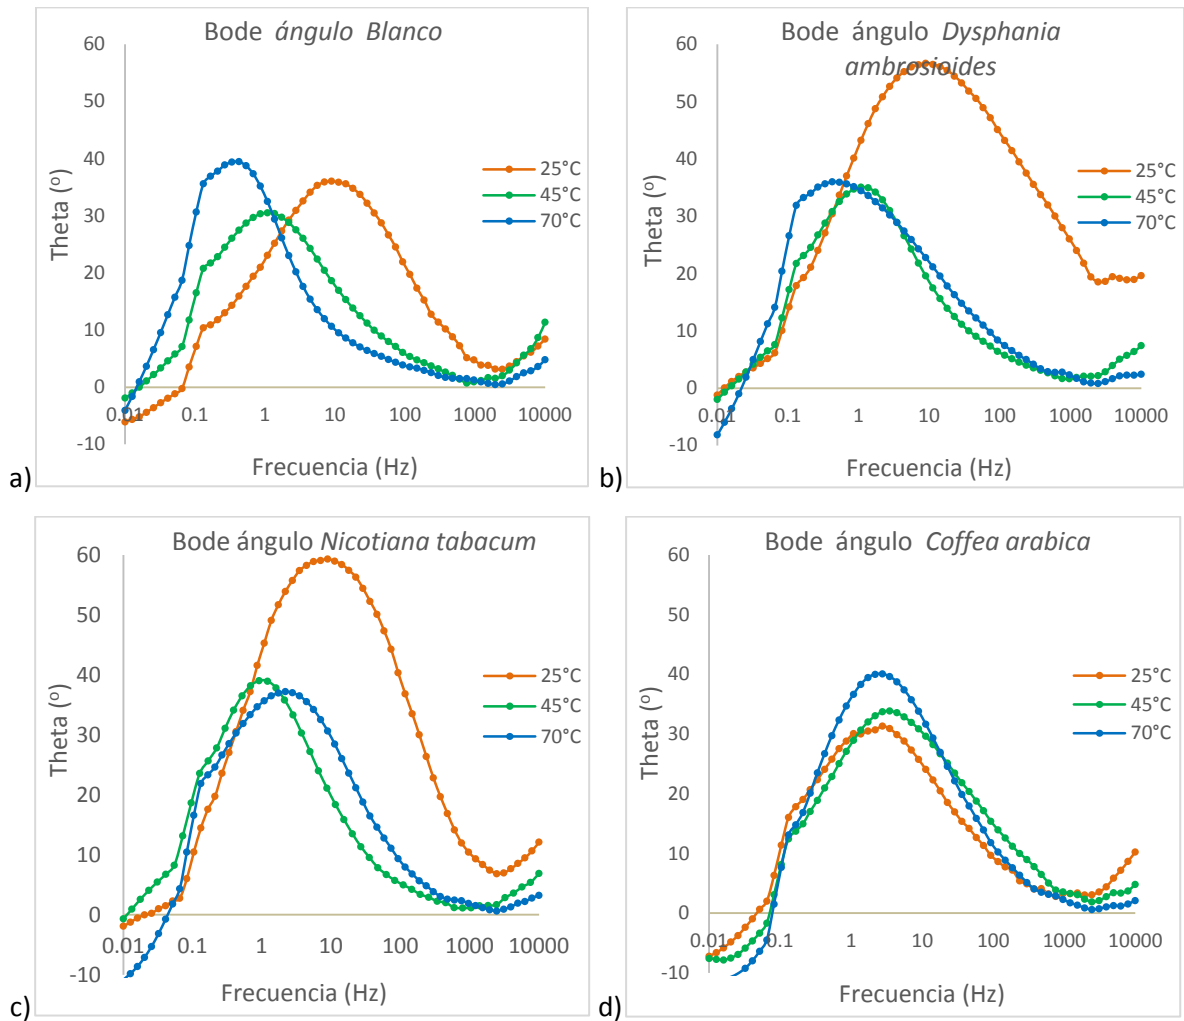 Bode ángulo Blanco
60
50
40
30
20
10
0
-10
Theta (º)
0.01 0.1 1 10 100 1000 10000
Frecuencia (Hz)
25°C
45°C
70°C
a)
Bode ángulo Dysphania
ambrosioides
60
50
40
30
20
10
0
-10
Theta (º)
0.01 0.1 1 10 100 1000 10000
Frecuencia (Hz)
25°C
45°C
70°C
b)
Bode ángulo Nicotiana tabacum
60
50
40
30
20
10
0
-10
Theta (º)
0.01 0.1 1 10 100 1000 10000
Frecuencia (Hz)
25°C
45°C
70°C
c)
Bode ángulo Coffea arabica
60
50
40
30
20
10
0
-10
Theta (º)
0.01 0.1 1 10 100 1000 10000
Frecuencia (Hz)
25°C
45°C
70°C
d)